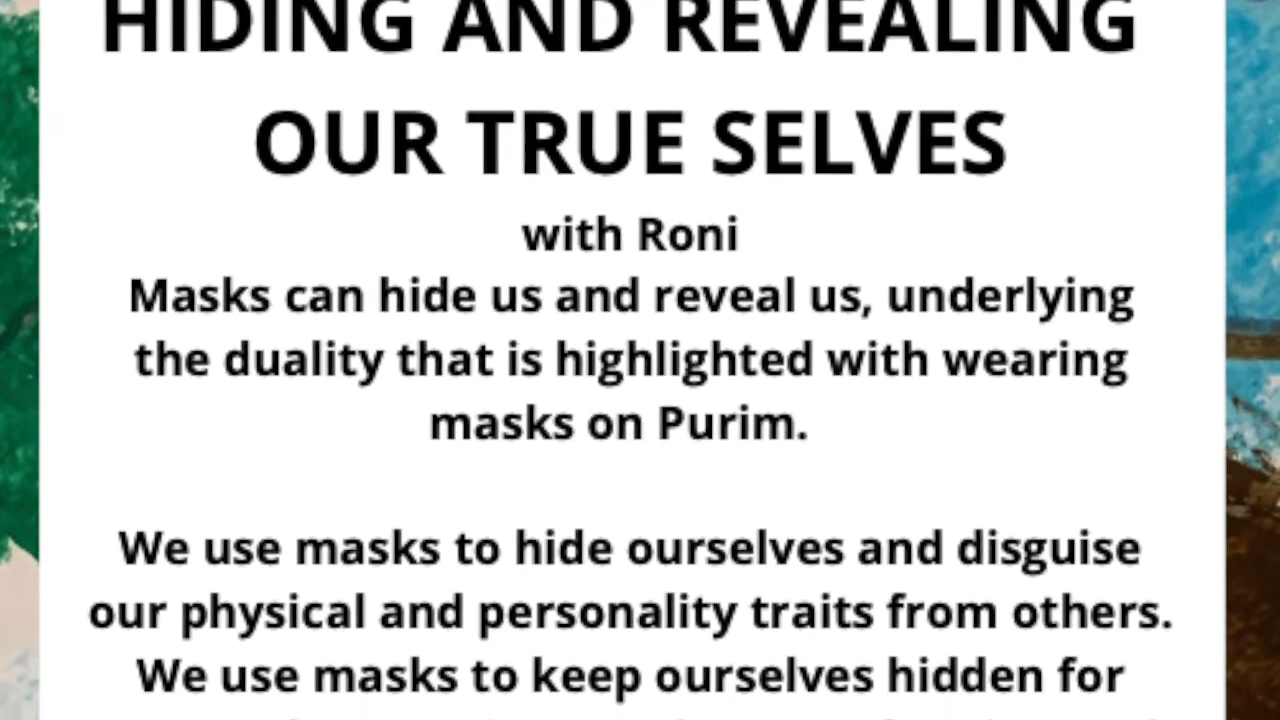 HIDING AND REVEALING
OUR TRUE SELVES
with Roni
Masks can hide us and reveal us, underlying
the duality that is highlighted with wearing
masks on Purim.
We use masks to hide ourselves and disguise
our physical and personality traits from others.
We use masks to keep ourselves hidden for